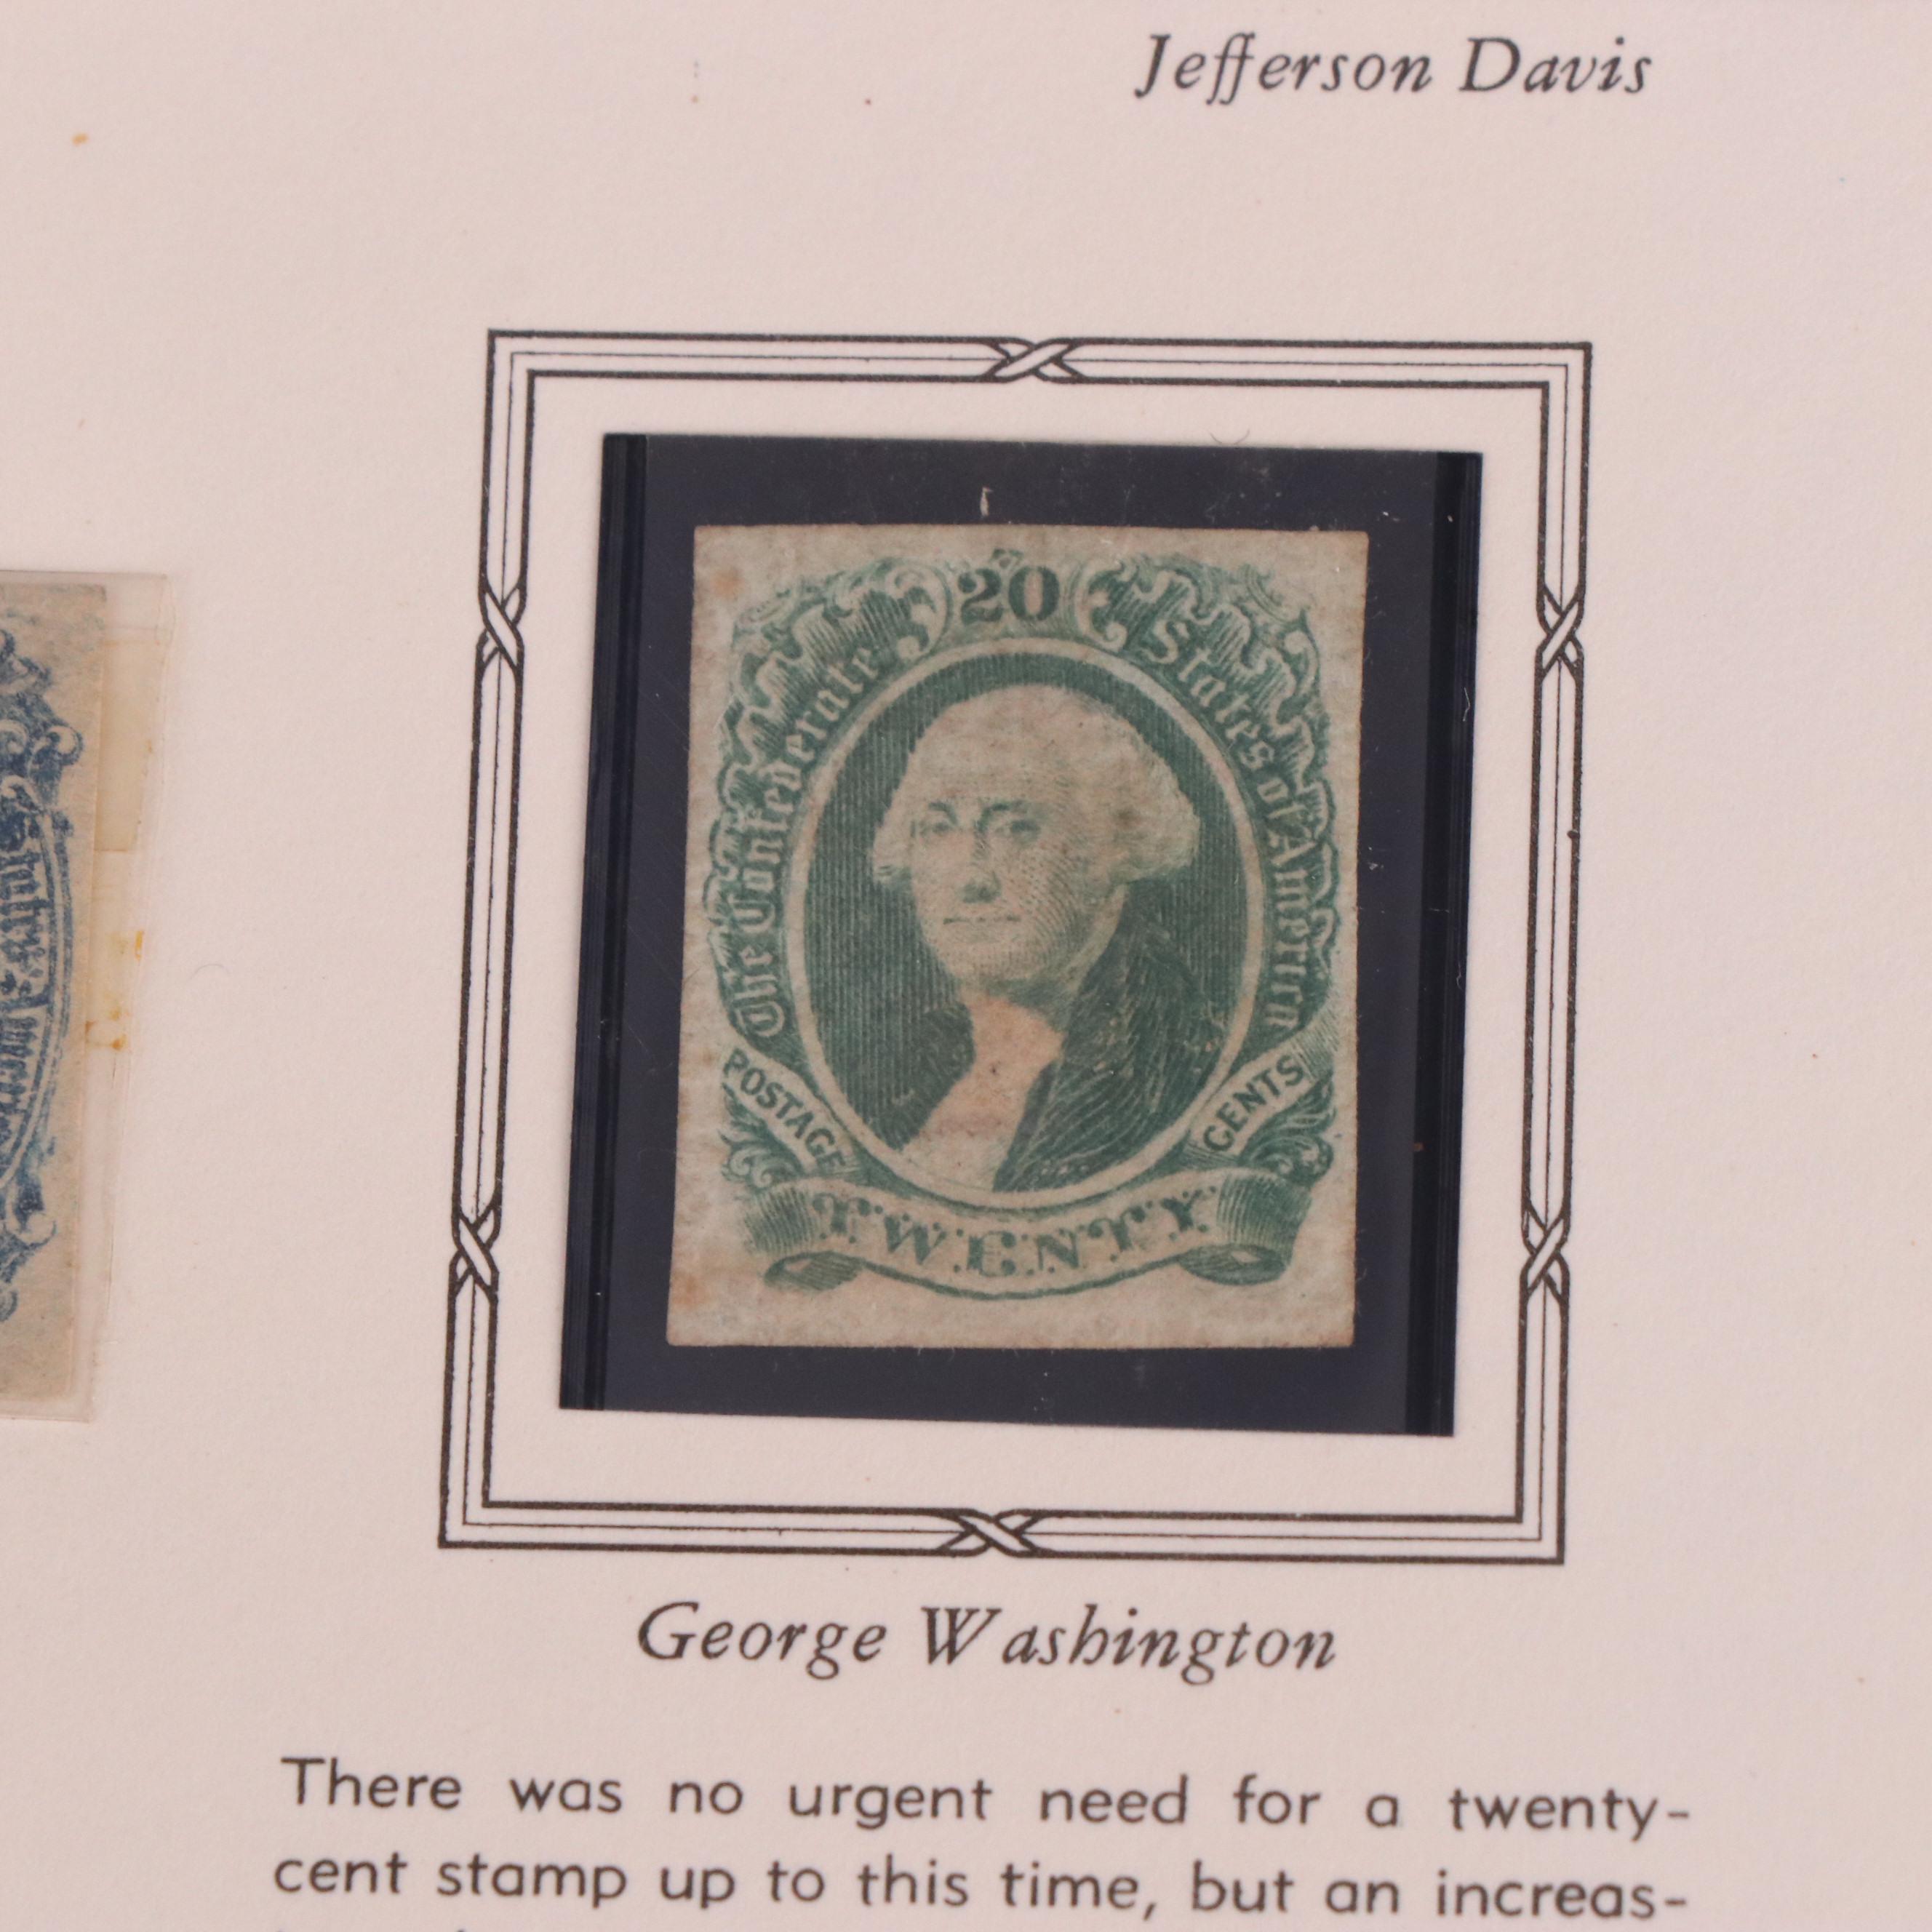 Jefferson Davis
20
The Confederate States of America
POSTAGE
CENTS
TWENTY
George Washington
There was no urgent need for a twenty-
cent stamp up to this time, but an increas-